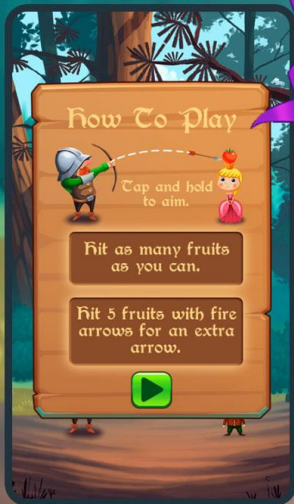 How To Play
Tap and hold
to aim.
Hit as many fruits
as you can.
Hit 5 fruits with fire
arrows for an extra
arrow.